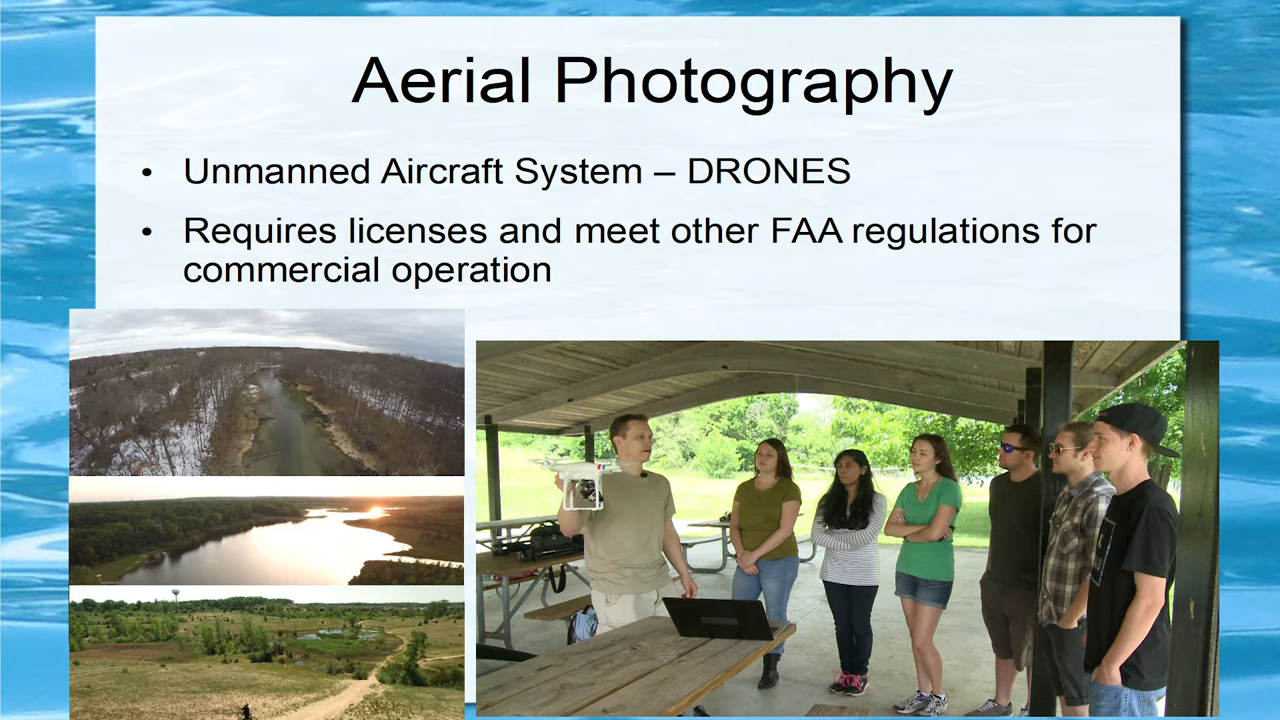 Aerial Photography
• Unmanned Aircraft System – DRONES
• Requires licenses and meet other FAA regulations for
commercial operation